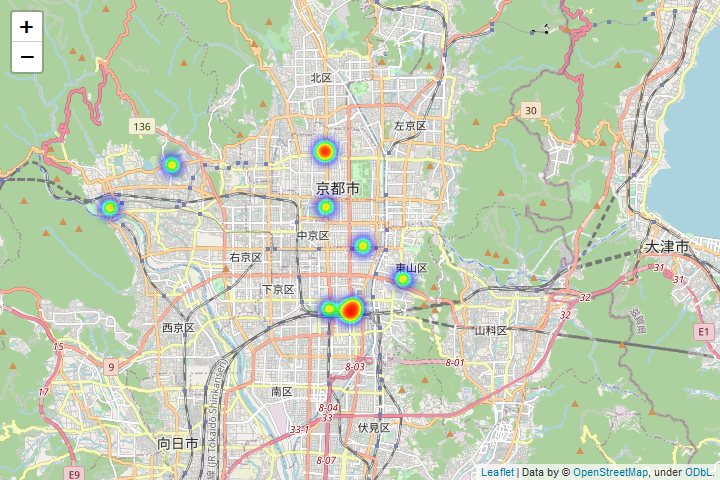 +
−
北区
136
30
左京区
京都市
中京区
東山区
大津市
右京区
31
31
下京区
32
滋賀県
西京区
32
山科区
E1
15
9
8-03
8-01
17
南区
8-04
33
33-1
伏見区
(JR Tokaido Shinkansen)
向日市
8-07
E9
Leaflet | Data by © OpenStreetMap, under ODbL.